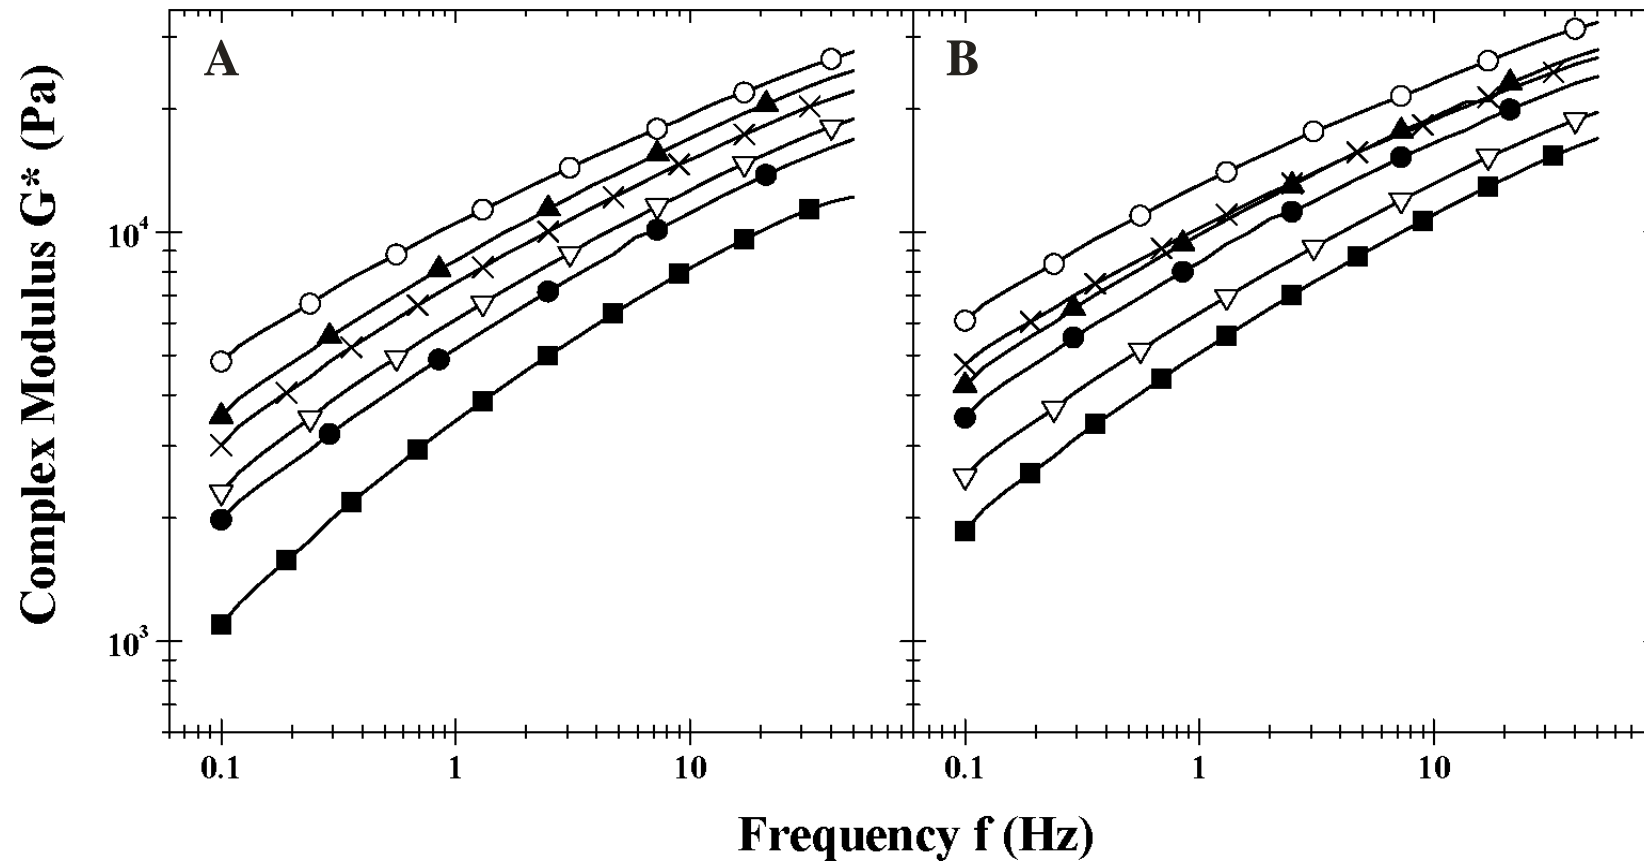 A
B
Complex Modulus G* (Pa)
10⁴
10³
0.1 1 10 0.1 1 10
Frequency f (Hz)